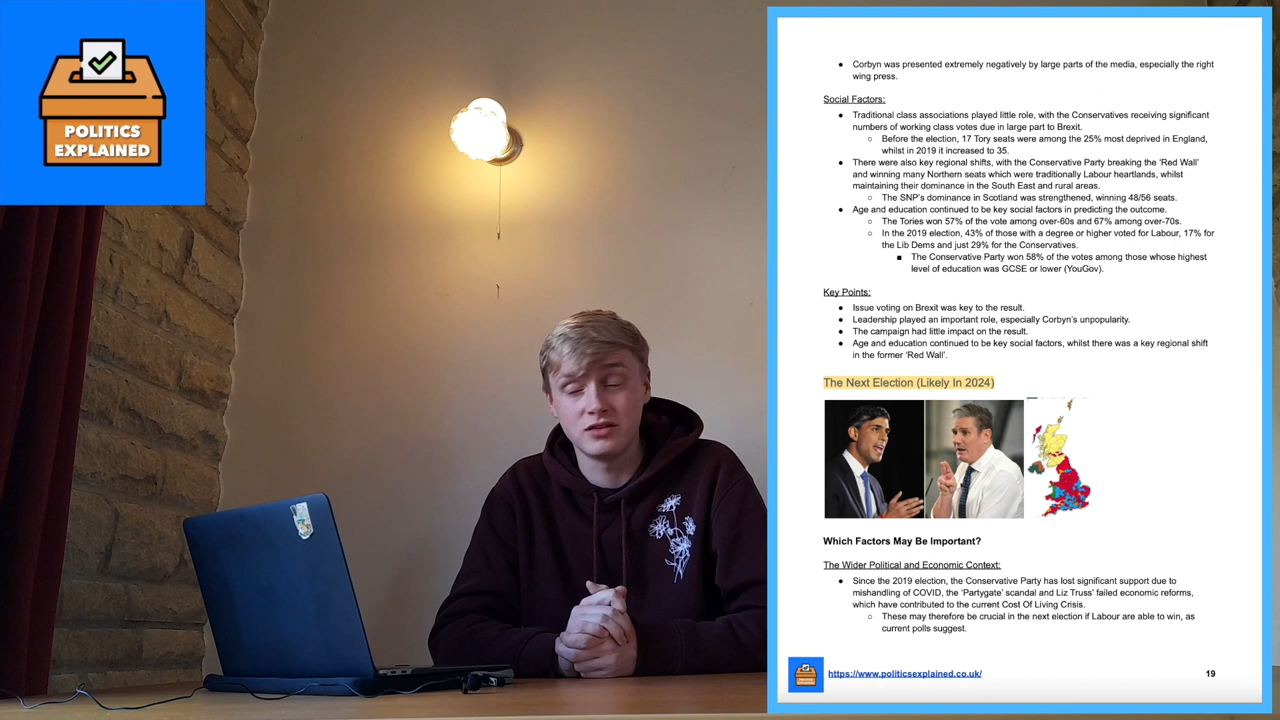 POLITICS
EXPLAINED
● Corbyn was presented extremely negatively by large parts of the media, especially the right
wing press.
Social Factors:
● Traditional class associations played little role, with the Conservatives receiving significant
numbers of working class votes due in large part to Brexit.
○ Before the election, 17 Tory seats were among the 25% most deprived in England,
whilst in 2019 it increased to 35.
● There were also key regional shifts, with the Conservative Party breaking the ‘Red Wall’
and winning many Northern seats which were traditionally Labour heartlands, whilst
maintaining their dominance in the South East and rural areas.
○ The SNP’s dominance in Scotland was strengthened, winning 48/56 seats.
● Age and education continued to be key social factors in predicting the outcome.
○ The Tories won 57% of the vote among over-60s and 67% among over-70s.
○ In the 2019 election, 43% of those with a degree or higher voted for Labour, 17% for
the Lib Dems and just 29% for the Conservatives.
■ The Conservative Party won 58% of the votes among those whose highest
level of education was GCSE or lower (YouGov).
Key Points:
● Issue voting on Brexit was key to the result.
● Leadership played an important role, especially Corbyn’s unpopularity.
● The campaign had little impact on the result.
● Age and education continued to be key social factors, whilst there was a key regional shift
in the former ‘Red Wall’.
The Next Election (Likely In 2024)
Which Factors May Be Important?
The Wider Political and Economic Context:
● Since the 2019 election, the Conservative Party has lost significant support due to
mishandling of COVID, the ‘Partygate’ scandal and Liz Truss’ failed economic reforms,
which have contributed to the current Cost Of Living Crisis.
○ These may therefore be crucial in the next election if Labour are able to win, as
current polls suggest.
https://www.politicsexplained.co.uk/
19